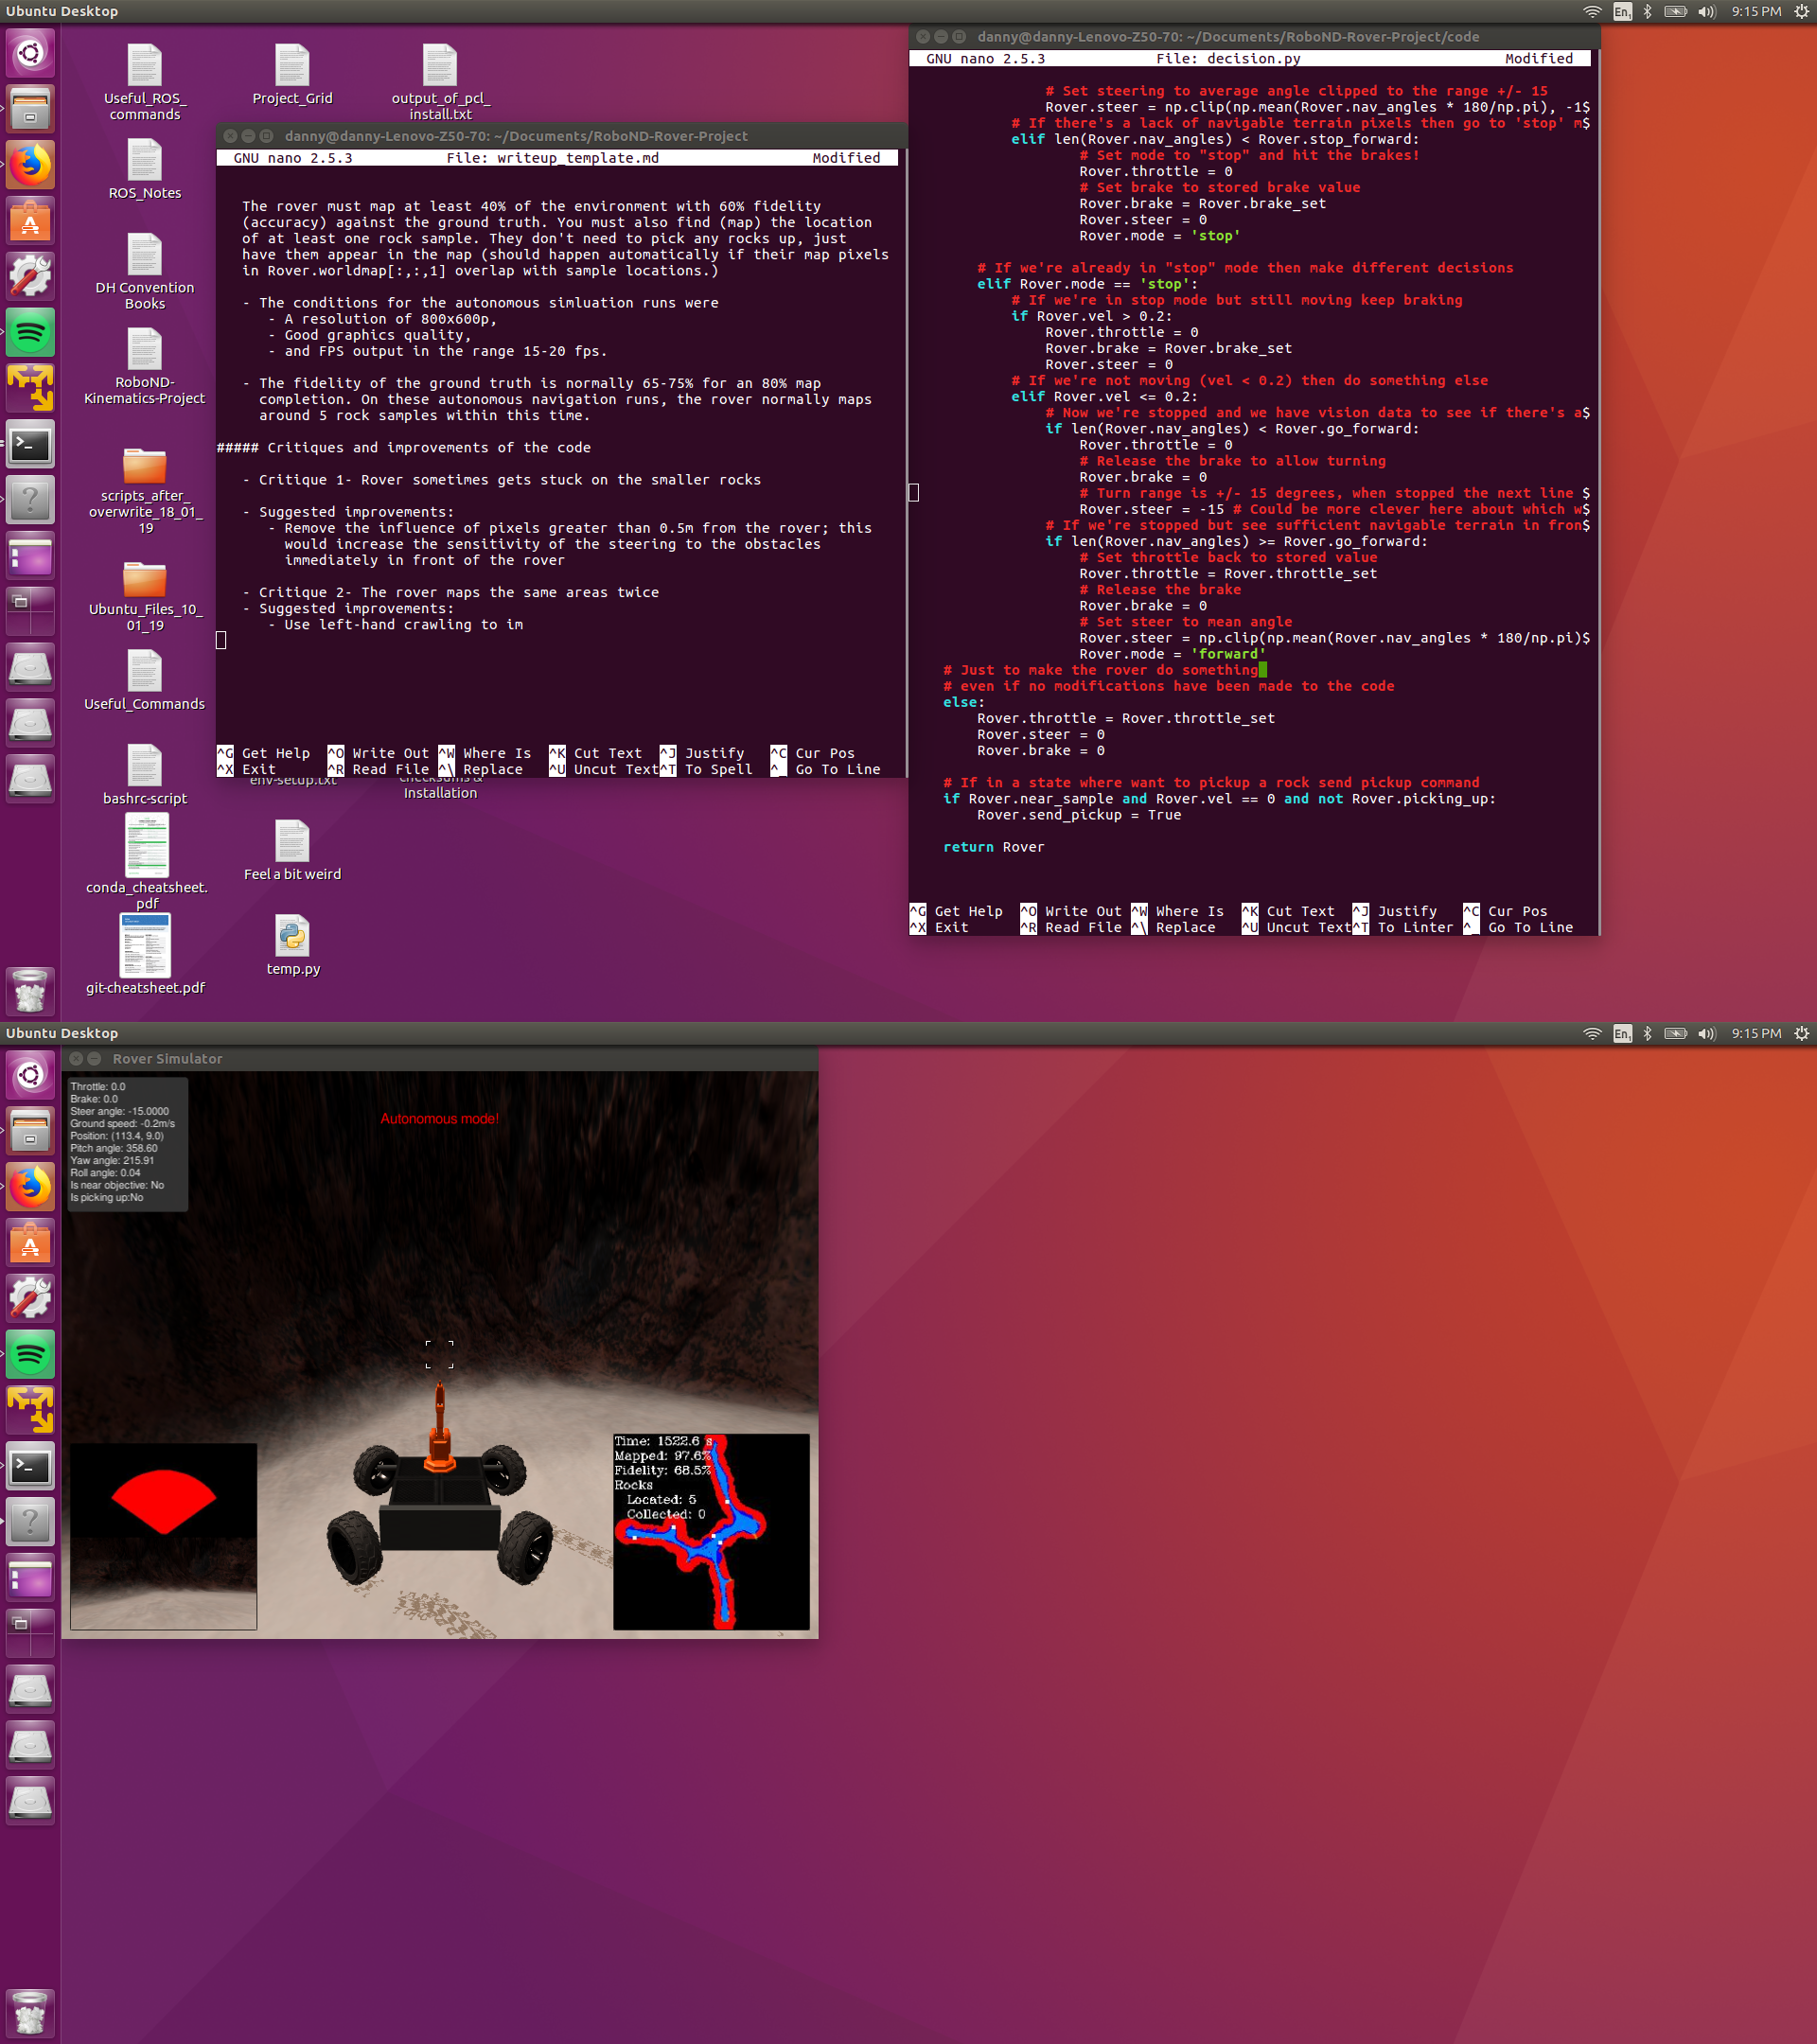 Ubuntu Desktop
En1
9:15 PM
Useful_ROS_
commands
Project_Grid
output_of_pcl_
install.txt
ROS_Notes
DH Convention
Books
RoboND-
Kinematics-Project
scripts_after_
overwrite_18_01_
19
Ubuntu_Files_10_
01_19
Useful_Commands
bashrc-script
env-setup.txt
Installation
conda_cheatsheet.
pdf
Feel a bit weird
git-cheatsheet.pdf
temp.py
danny@danny-Lenovo-Z50-70: ~/Documents/RoboND-Rover-Project
GNU nano 2.5.3 File: writeup_template.md Modified
The rover must map at least 40% of the environment with 60% fidelity
(accuracy) against the ground truth. You must also find (map) the location
of at least one rock sample. They don't need to pick any rocks up, just
have them appear in the map (should happen automatically if their map pixels
in Rover.worldmap[:,:,1] overlap with sample locations.)
- The conditions for the autonomous simluation runs were
- A resolution of 800x600p,
- Good graphics quality,
- and FPS output in the range 15-20 fps.
- The fidelity of the ground truth is normally 65-75% for an 80% map
completion. On these autonomous navigation runs, the rover normally maps
around 5 rock samples within this time.
##### Critiques and improvements of the code
- Critique 1- Rover sometimes gets stuck on the smaller rocks
- Suggested improvements:
- Remove the influence of pixels greater than 0.5m from the rover; this
would increase the sensitivity of the steering to the obstacles
immediately in front of the rover
- Critique 2- The rover maps the same areas twice
- Suggested improvements:
- Use left-hand crawling to im
^G Get Help ^O Write Out ^W Where Is ^K Cut Text ^J Justify ^C Cur Pos
^X Exit ^R Read File ^\ Replace ^U Uncut Text ^T To Spell ^_ Go To Line
danny@danny-Lenovo-Z50-70: ~/Documents/RoboND-Rover-Project/code
GNU nano 2.5.3 File: decision.py Modified
# Set steering to average angle clipped to the range +/- 15
Rover.steer = np.clip(np.mean(Rover.nav_angles * 180/np.pi), -1$
# If there's a lack of navigable terrain pixels then go to 'stop' m$
elif len(Rover.nav_angles) < Rover.stop_forward:
# Set mode to "stop" and hit the brakes!
Rover.throttle = 0
# Set brake to stored brake value
Rover.brake = Rover.brake_set
Rover.steer = 0
Rover.mode = 'stop'
# If we're already in "stop" mode then make different decisions
elif Rover.mode == 'stop':
# If we're in stop mode but still moving keep braking
if Rover.vel > 0.2:
Rover.throttle = 0
Rover.brake = Rover.brake_set
Rover.steer = 0
# If we're not moving (vel < 0.2) then do something else
elif Rover.vel <= 0.2:
# Now we're stopped and we have vision data to see if there's a$
if len(Rover.nav_angles) < Rover.go_forward:
Rover.throttle = 0
# Release the brake to allow turning
Rover.brake = 0
# Turn range is +/- 15 degrees, when stopped the next line $
Rover.steer = -15 # Could be more clever here about which w$
# If we're stopped but see sufficient navigable terrain in fron$
if len(Rover.nav_angles) >= Rover.go_forward:
# Set throttle back to stored value
Rover.throttle = Rover.throttle_set
# Release the brake
Rover.brake = 0
# Set steer to mean angle
Rover.steer = np.clip(np.mean(Rover.nav_angles * 180/np.pi)$
Rover.mode = 'forward'
# Just to make the rover do something
# even if no modifications have been made to the code
else:
Rover.throttle = Rover.throttle_set
Rover.steer = 0
Rover.brake = 0
# If in a state where want to pickup a rock send pickup command
if Rover.near_sample and Rover.vel == 0 and not Rover.picking_up:
Rover.send_pickup = True
return Rover
^G Get Help ^O Write Out ^W Where Is ^K Cut Text ^J Justify ^C Cur Pos
^X Exit ^R Read File ^\ Replace ^U Uncut Text ^T To Linter ^_ Go To Line
Ubuntu Desktop
En1
9:15 PM
Rover Simulator
Throttle: 0.0
Brake: 0.0
Steer angle: -15.0000
Ground speed: -0.2m/s
Position: (113.4, 9.0)
Pitch angle: 358.60
Yaw angle: 215.91
Roll angle: 0.04
Is near objective: No
Is picking up:No
Autonomous mode!
Time: 1522.6 s
Mapped: 97.6%
Fidelity: 68.5%
Rocks
Located: 5
Collected: 0